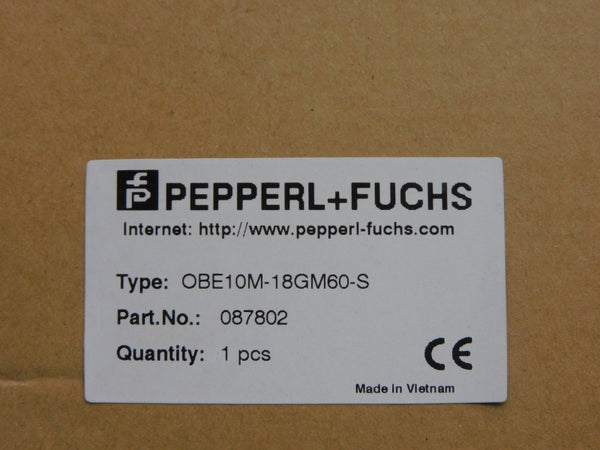 PEPPERL+FUCHS
Internet: http://www.pepperl-fuchs.com
Type: OBE10M-18GM60-S
Part.No.: 087802
Quantity: 1 pcs
CE
Made in Vietnam